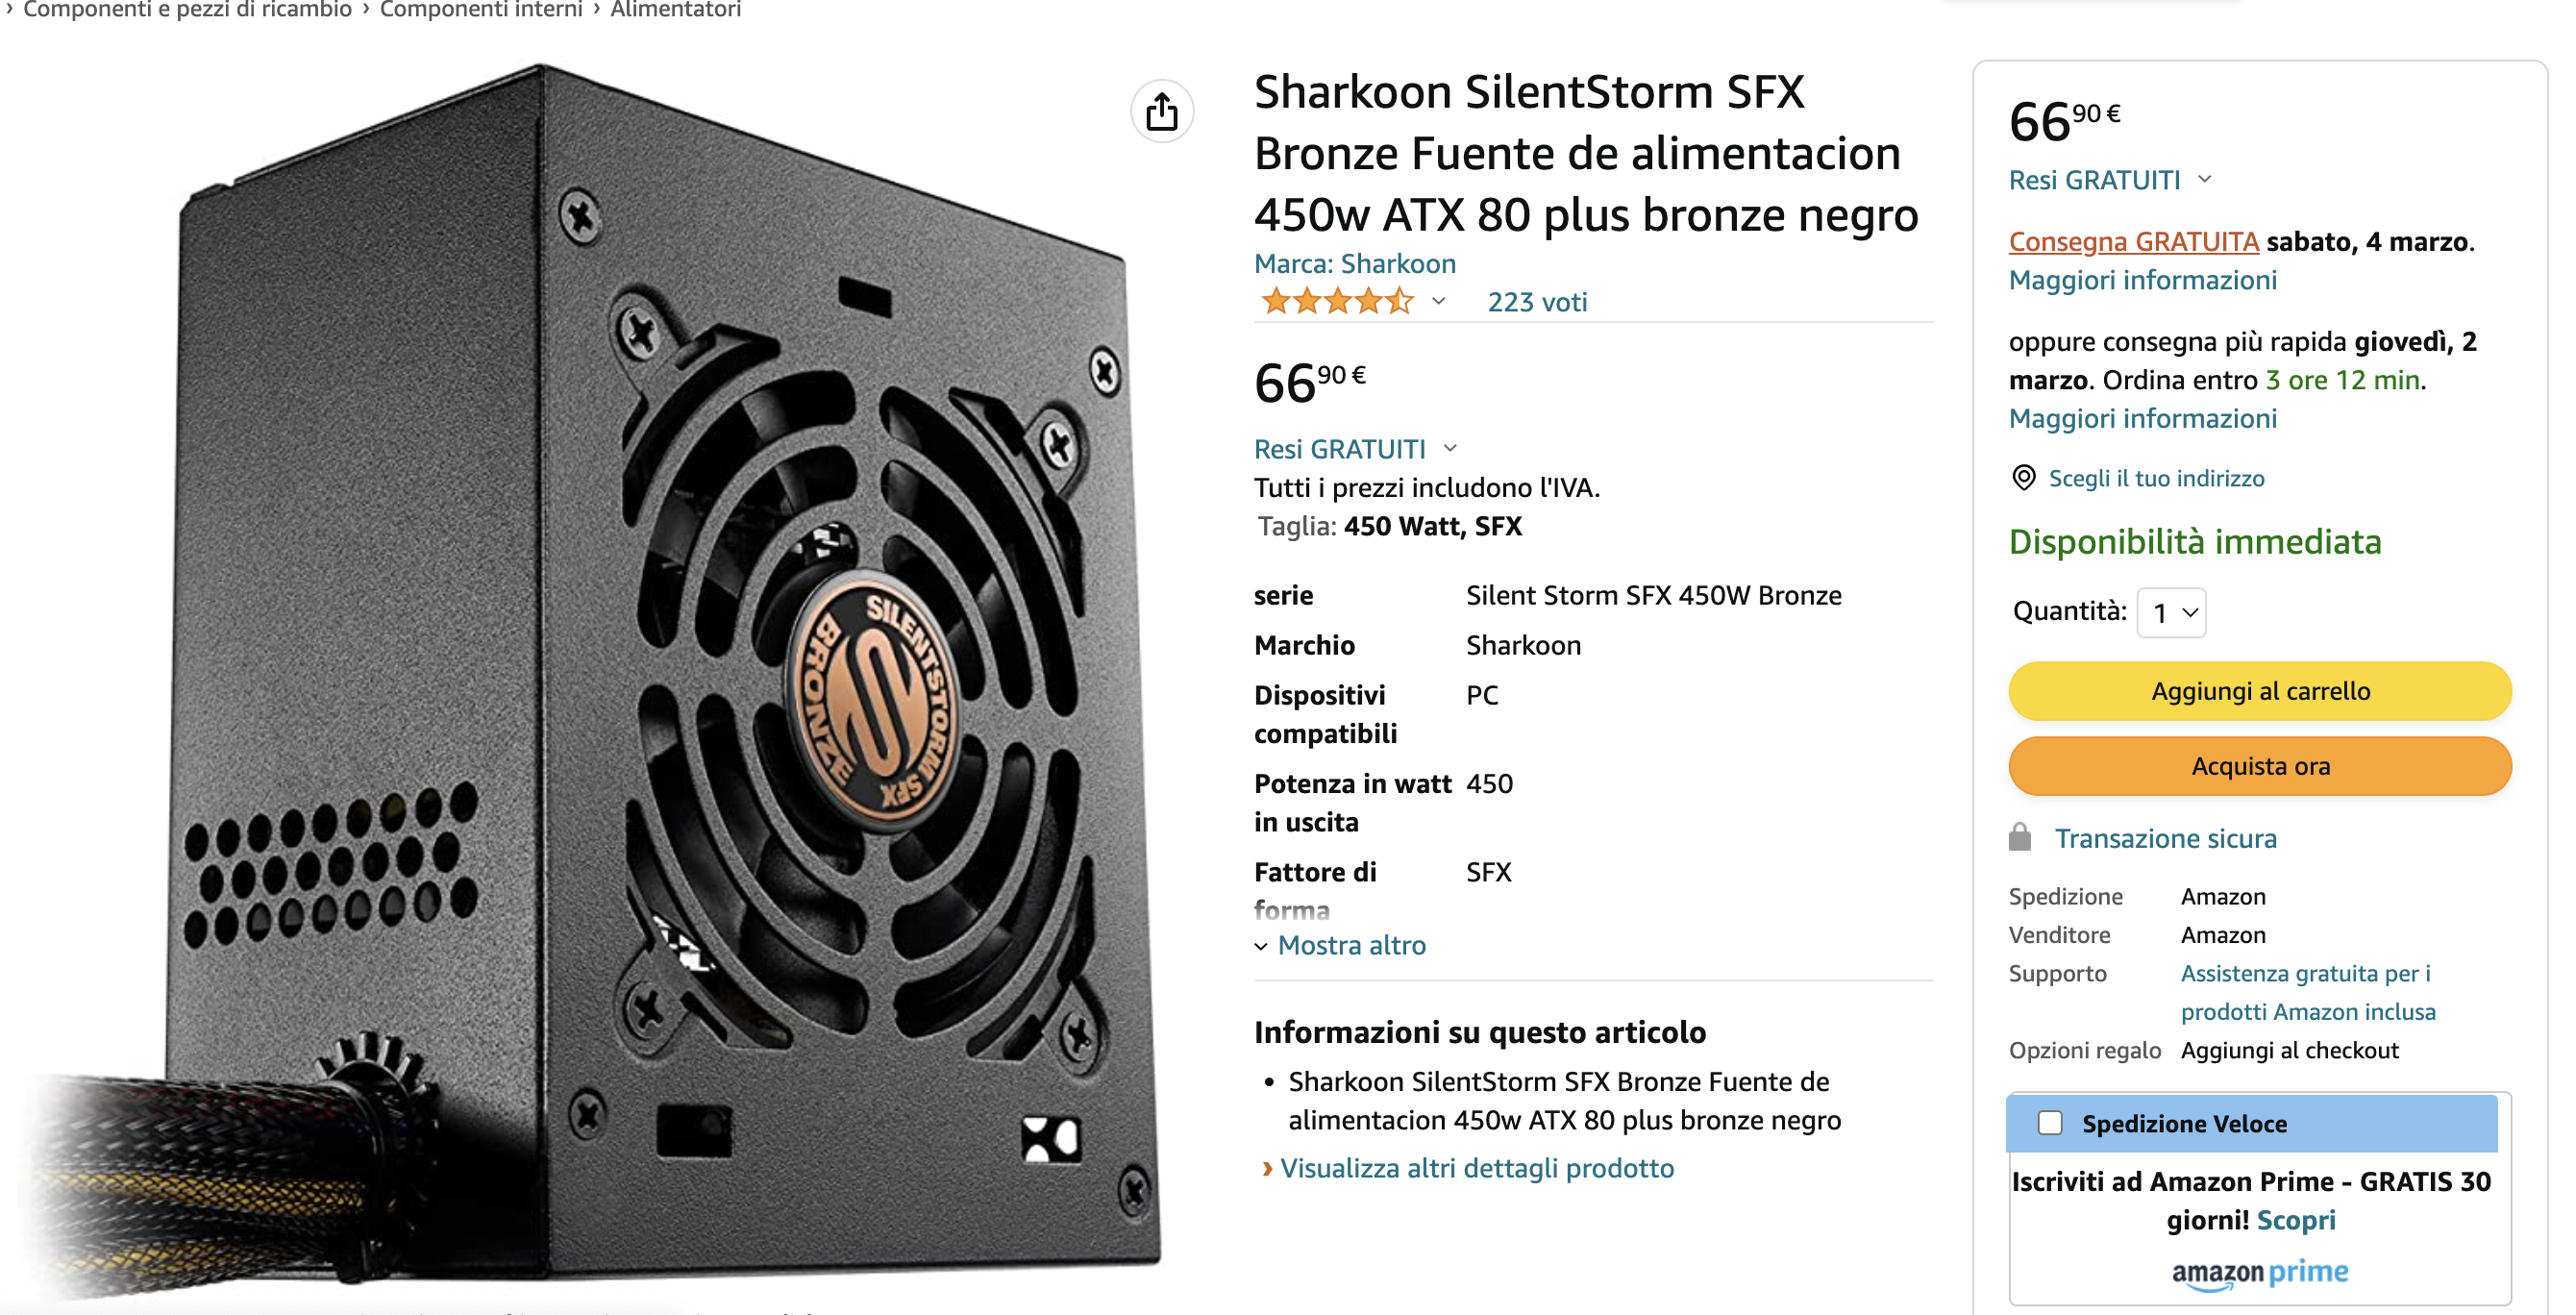 › Componenti e pezzi di ricambio › Componenti interni › Alimentatori
SILENTSTORM SFX
BRONZE
Sharkoon SilentStorm SFX
Bronze Fuente de alimentacion
450w ATX 80 plus bronze negro
Marca: Sharkoon
223 voti
6690 €
Resi GRATUITI
Tutti i prezzi includono l'IVA.
Taglia: 450 Watt, SFX
serie Silent Storm SFX 450W Bronze
Marchio Sharkoon
Dispositivi PC
compatibili
Potenza in watt 450
in uscita
Fattore di SFX
forma
Mostra altro
Informazioni su questo articolo
• Sharkoon SilentStorm SFX Bronze Fuente de
alimentacion 450w ATX 80 plus bronze negro
› Visualizza altri dettagli prodotto
6690 €
Resi GRATUITI
Consegna GRATUITA sabato, 4 marzo.
Maggiori informazioni
oppure consegna più rapida giovedì, 2
marzo. Ordina entro 3 ore 12 min.
Maggiori informazioni
Scegli il tuo indirizzo
Disponibilità immediata
Quantità: 1
Aggiungi al carrello
Acquista ora
Transazione sicura
Spedizione Amazon
Venditore Amazon
Supporto Assistenza gratuita per i
prodotti Amazon inclusa
Opzioni regalo Aggiungi al checkout
Spedizione Veloce
Iscriviti ad Amazon Prime - GRATIS 30
giorni! Scopri
amazon prime